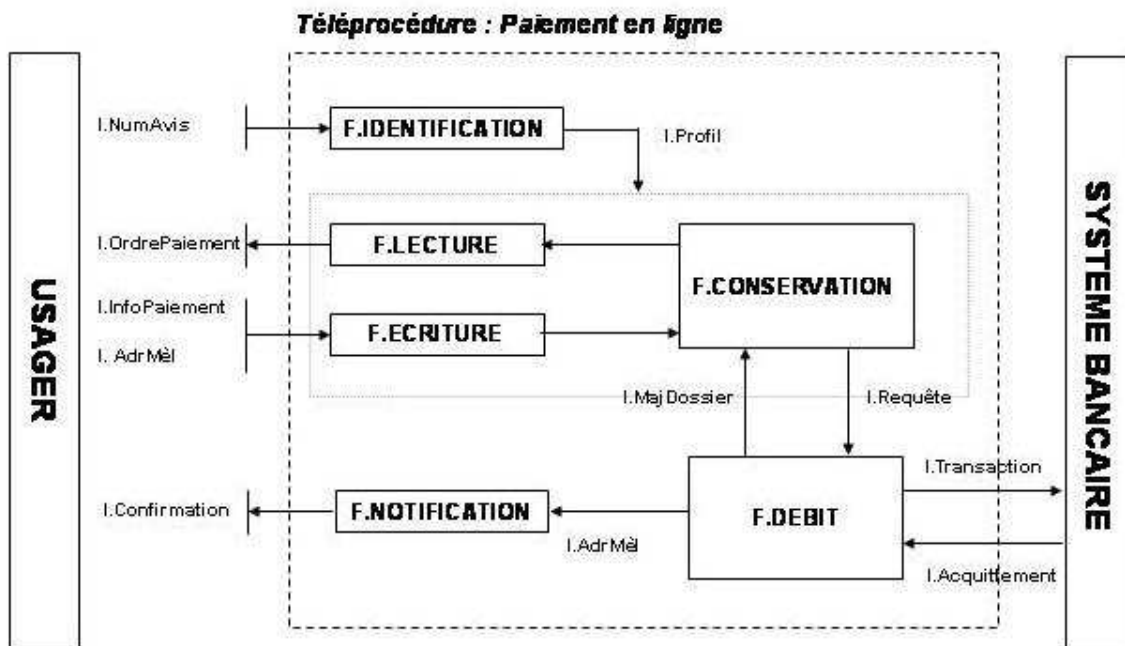 Téléprocédure : Paiement en ligne
USAGER
SYSTEME BANCAIRE
I.NumAvis
F.IDENTIFICATION
I.Profil
I.OrdrePaiement
F.LECTURE
F.CONSERVATION
I.InfoPaiement
F.ECRITURE
I. AdrMèl
I.MajDossier
I.Requête
I.Transaction
I.Confirmation
F.NOTIFICATION
F.DEBIT
I.AdrMèl
I.Acquittement